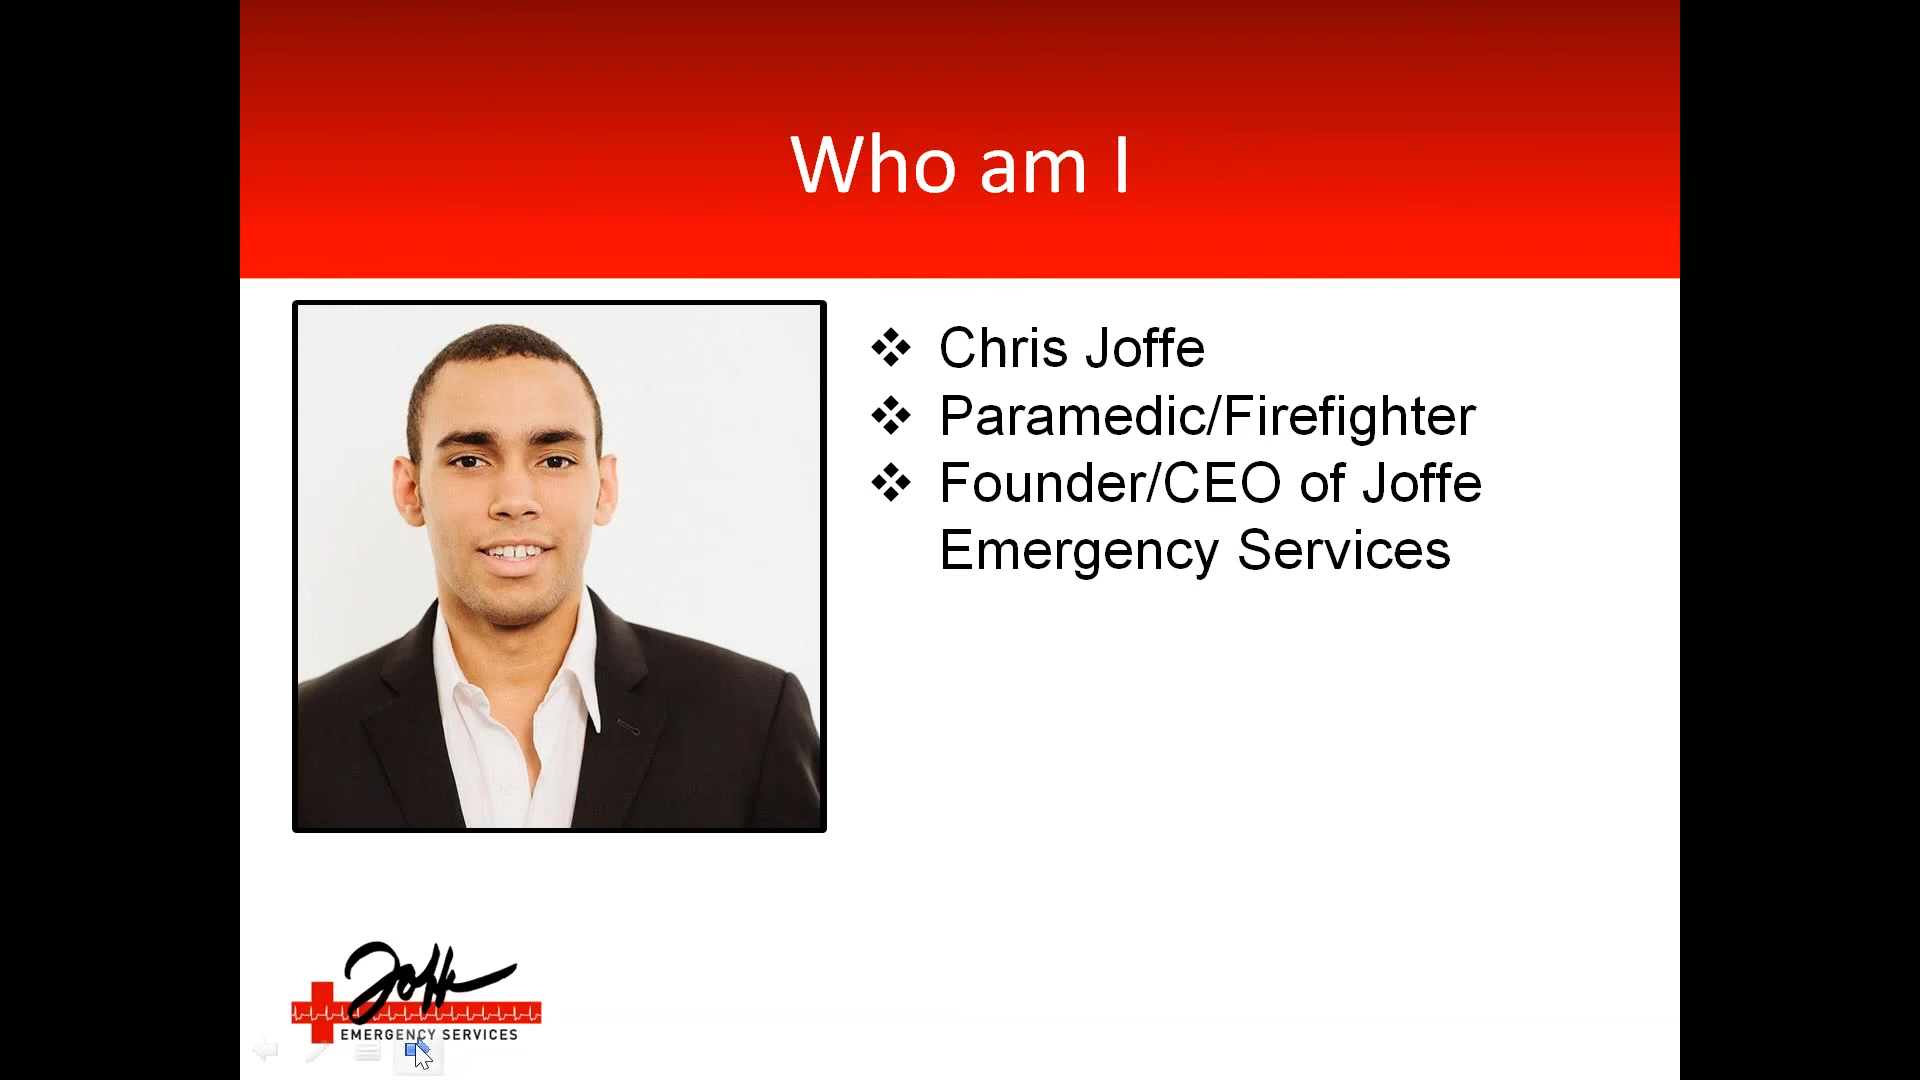 Who am I
Chris Joffe
Paramedic/Firefighter
Founder/CEO of Joffe
Emergency Services
Joffe
EMERGENCY SERVICES